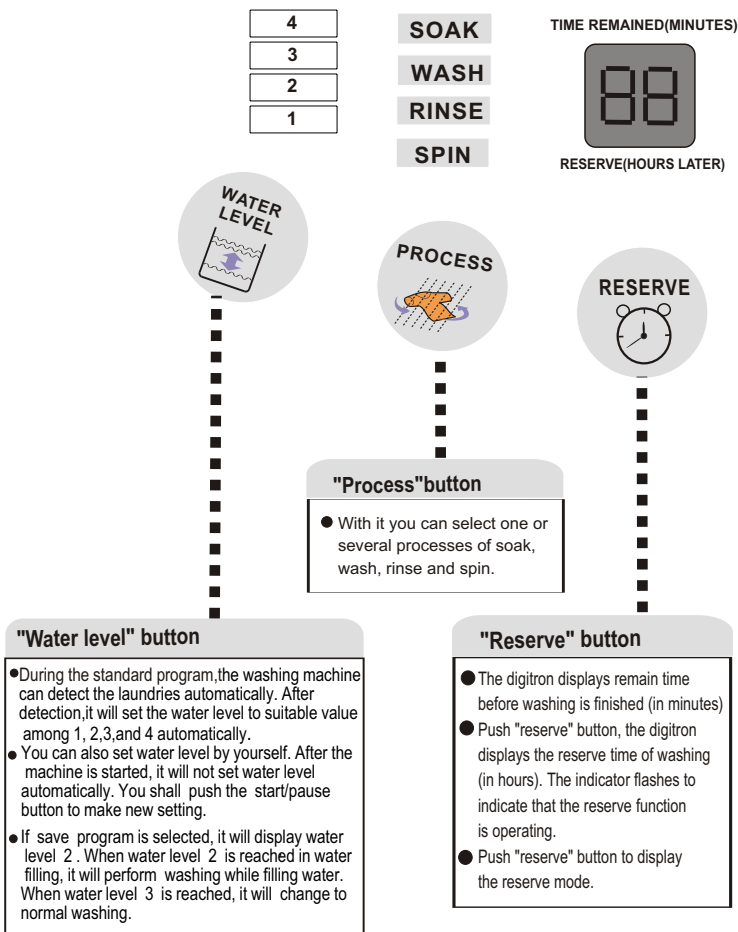 4
3
2
1
SOAK
WASH
RINSE
SPIN
TIME REMAINED(MINUTES)
88
RESERVE(HOURS LATER)
WATER
LEVEL
PROCESS
RESERVE
"Process"button
● With it you can select one or
several processes of soak,
wash, rinse and spin.
"Water level" button
●During the standard program,the washing machine
can detect the laundries automatically. After
detection,it will set the water level to suitable value
among 1, 2,3,and 4 automatically.
● You can also set water level by yourself. After the
machine is started, it will not set water level
automatically. You shall push the start/pause
button to make new setting.
● If save program is selected, it will display water
level 2 . When water level 2 is reached in water
filling, it will perform washing while filling water.
When water level 3 is reached, it will change to
normal washing.
"Reserve" button
● The digitron displays remain time
before washing is finished (in minutes)
● Push "reserve" button, the digitron
displays the reserve time of washing
(in hours). The indicator flashes to
indicate that the reserve function
is operating.
● Push "reserve" button to display
the reserve mode.